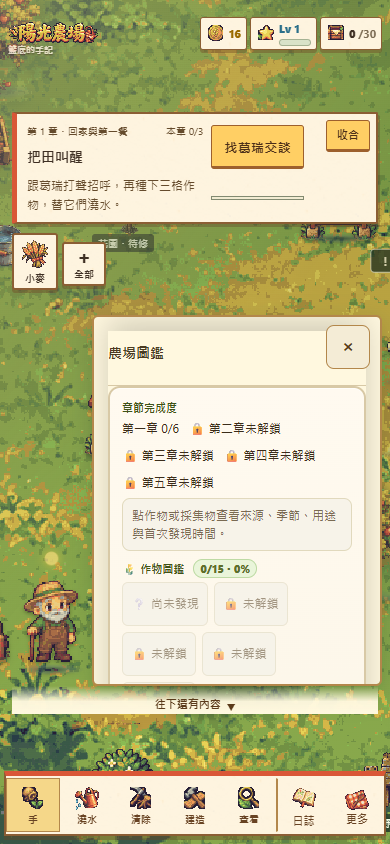 陽光農場
籃底的手記
16
Lv 1
0 /30
第 1 章 · 回家與第一餐
本章 0/3
把田叫醒
跟葛瑞打聲招呼，再種下三格作
物，替它們澆水。
找葛瑞交談
收合
小麥
+
全部
花圃 · 待修
!
農場圖鑑
×
章節完成度
第一章 0/6
第二章未解鎖
第三章未解鎖
第四章未解鎖
第五章未解鎖
點作物或採集物查看來源、季節、用途
與首次發現時間。
作物圖鑑
0/15 · 0%
? 尚未發現
未解鎖
未解鎖
未解鎖
往下還有內容 ▼
手
澆水
清除
建造
查看
日誌
更多